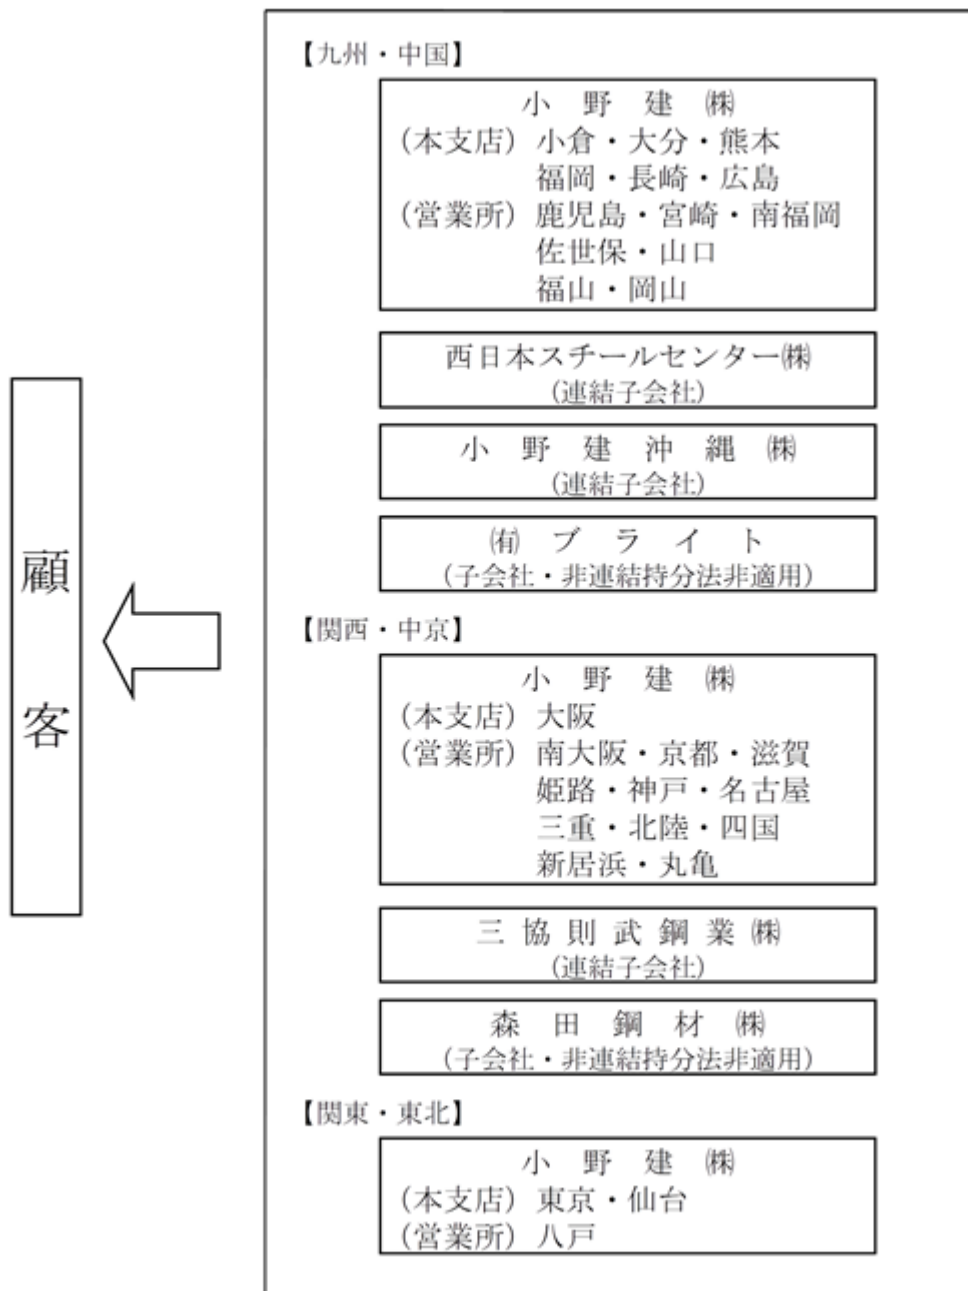 【九州・中国】
小野建㈱
（本支店）小倉・大分・熊本
福岡・長崎・広島
（営業所）鹿児島・宮崎・南福岡
佐世保・山口
福山・岡山
西日本スチールセンター㈱
（連結子会社）
小野建沖縄㈱
（連結子会社）
㈲ブライト
（子会社・非連結持分法非適用）
顧客
【関西・中京】
小野建㈱
（本支店）大阪
（営業所）南大阪・京都・滋賀
姫路・神戸・名古屋
三重・北陸・四国
新居浜・丸亀
三協則武鋼業㈱
（連結子会社）
森田鋼材㈱
（子会社・非連結持分法非適用）
【関東・東北】
小野建㈱
（本支店）東京・仙台
（営業所）八戸